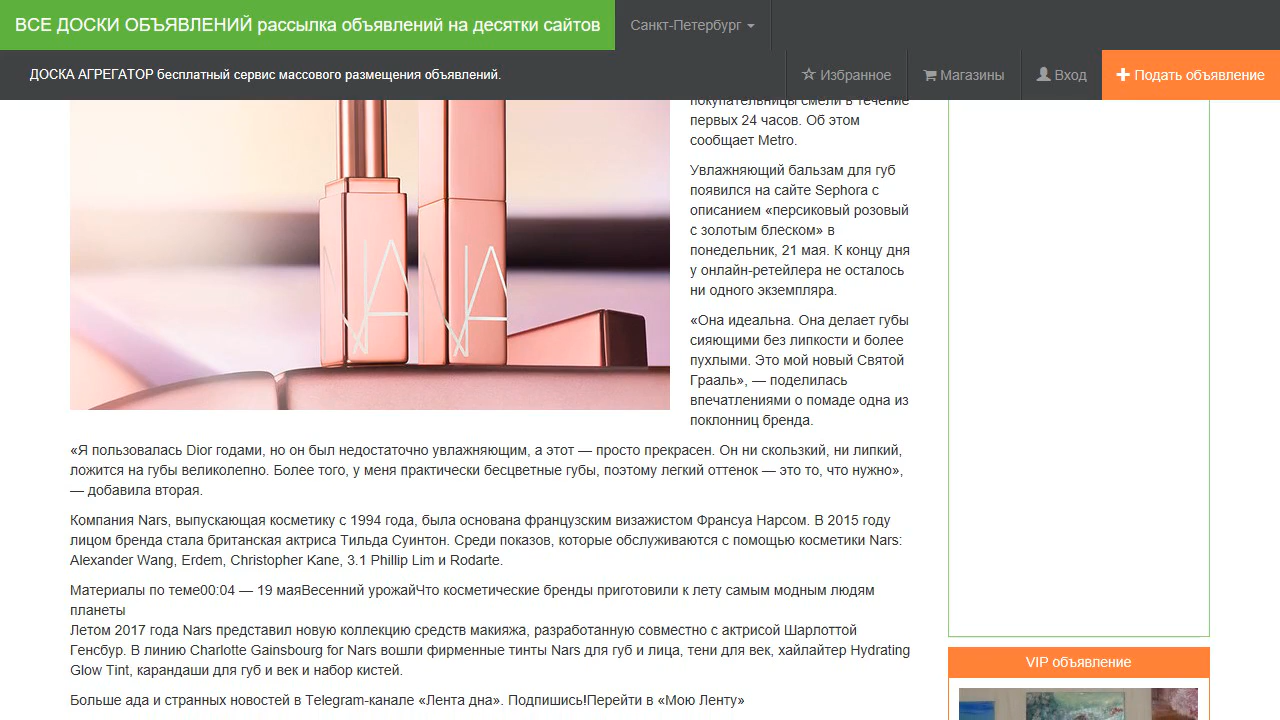 ВСЕ ДОСКИ ОБЪЯВЛЕНИЙ рассылка объявлений на десятки сайтов
Санкт-Петербург
ДОСКА АГРЕГАТОР бесплатный сервис массового размещения объявлений.
Избранное
Магазины
Вход
Подать объявление
покупательницы смели в течение
первых 24 часов. Об этом
сообщает Metro.
Увлажняющий бальзам для губ
появился на сайте Sephora с
описанием «персиковый розовый
с золотым блеском» в
понедельник, 21 мая. К концу дня
у онлайн-ретейлера не осталось
ни одного экземпляра.
«Она идеальна. Она делает губы
сияющими без липкости и более
пухлыми. Это мой новый Святой
Грааль», — поделилась
впечатлениями о помаде одна из
поклонниц бренда.
«Я пользовалась Dior годами, но он был недостаточно увлажняющим, а этот — просто прекрасен. Он ни скользкий, ни липкий,
ложится на губы великолепно. Более того, у меня практически бесцветные губы, поэтому легкий оттенок — это то, что нужно»,
— добавила вторая.
Компания Nars, выпускающая косметику с 1994 года, была основана французским визажистом Франсуа Нарсом. В 2015 году
лицом бренда стала британская актриса Тильда Суинтон. Среди показов, которые обслуживаются с помощью косметики Nars:
Alexander Wang, Erdem, Christopher Kane, 3.1 Phillip Lim и Rodarte.
Материалы по теме00:04 — 19 маяВесенний урожайЧто косметические бренды приготовили к лету самым модным людям
планеты
Летом 2017 года Nars представил новую коллекцию средств макияжа, разработанную совместно с актрисой Шарлоттой
Генсбур. В линию Charlotte Gainsbourg for Nars вошли фирменные тинты Nars для губ и лица, тени для век, хайлайтер Hydrating
Glow Tint, карандаши для губ и век и набор кистей.
Больше ада и странных новостей в Telegram-канале «Лента дна». Подпишись!Перейти в «Мою Ленту»
VIP объявление